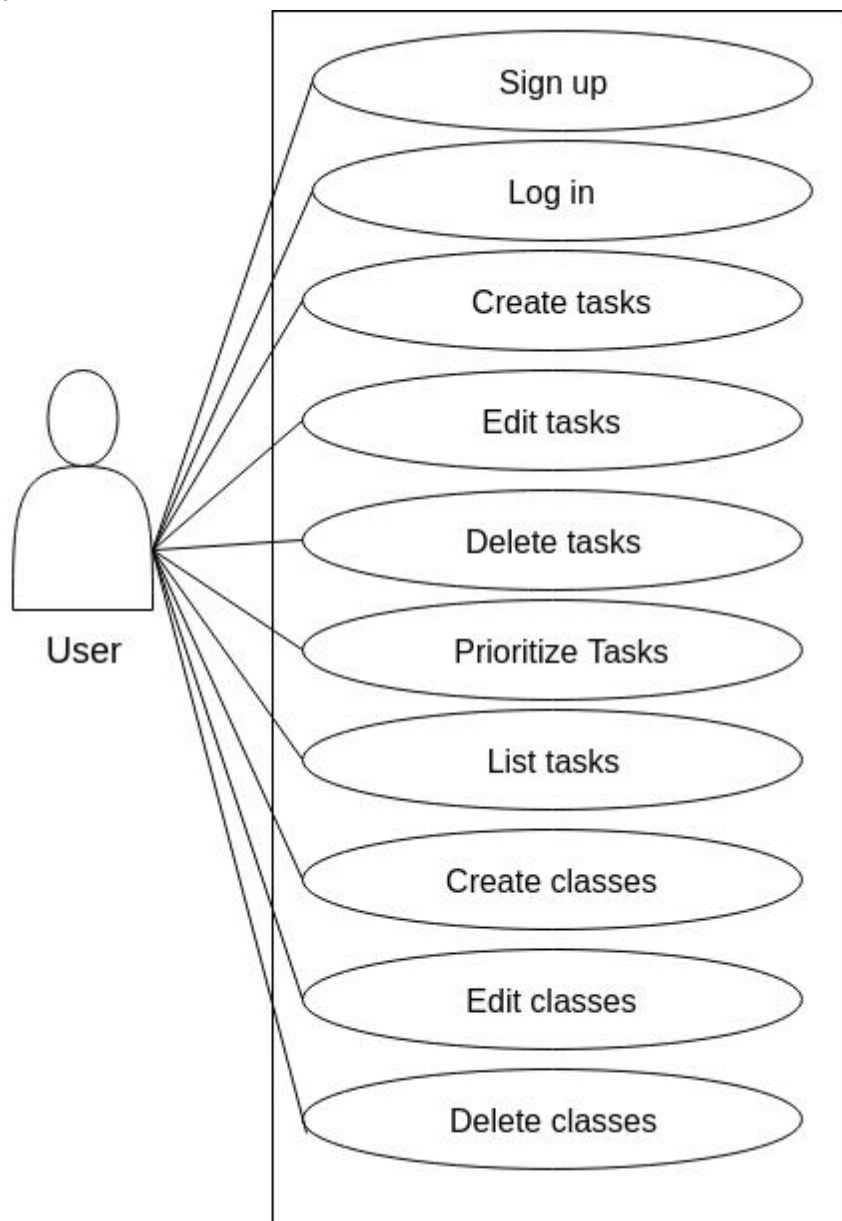 Sign up
Log in
Create tasks
Edit tasks
Delete tasks
User
Prioritize Tasks
List tasks
Create classes
Edit classes
Delete classes